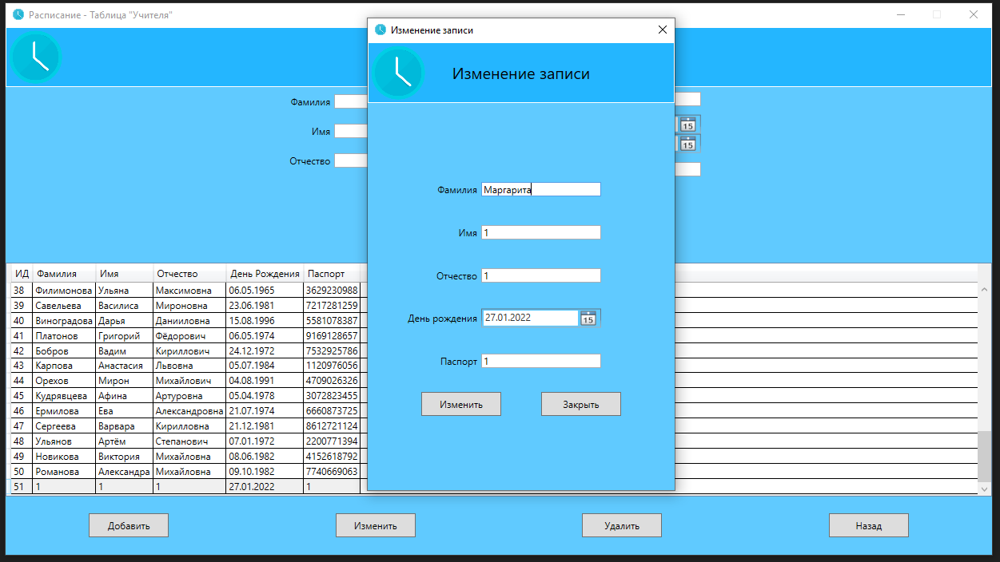 Расписание - Таблица "Учителя"
Изменение записи
Изменение записи
Фамилия
15
Имя
15
Отчество
Фамилия Маргарита
Имя 1
Отчество 1
День рождения 27.01.2022 15
Паспорт 1
Изменить Закрыть
ИД Фамилия Имя Отчество День Рождения Паспорт
38 Филимонова Ульяна Максимовна 06.05.1965 3629230988
39 Савельева Василиса Мироновна 23.06.1981 7217281259
40 Виноградова Дарья Данииловна 15.08.1996 5581078387
41 Платонов Григорий Фёдорович 06.05.1974 9169128657
42 Бобров Вадим Кириллович 24.12.1972 7532925786
43 Карпова Анастасия Львовна 05.07.1984 1120976056
44 Орехов Мирон Михайлович 04.08.1991 4709026326
45 Кудрявцева Афина Артуровна 05.04.1978 3072823455
46 Ермилова Ева Александровна 21.07.1974 6660873725
47 Сергеева Варвара Кирилловна 21.12.1981 8612721124
48 Ульянов Артём Степанович 07.01.1972 2200771394
49 Новикова Виктория Михайловна 08.06.1982 4152618792
50 Романова Александра Михайловна 09.10.1982 7740669063
51 1 1 1 27.01.2022 1
Добавить Изменить Удалить Назад